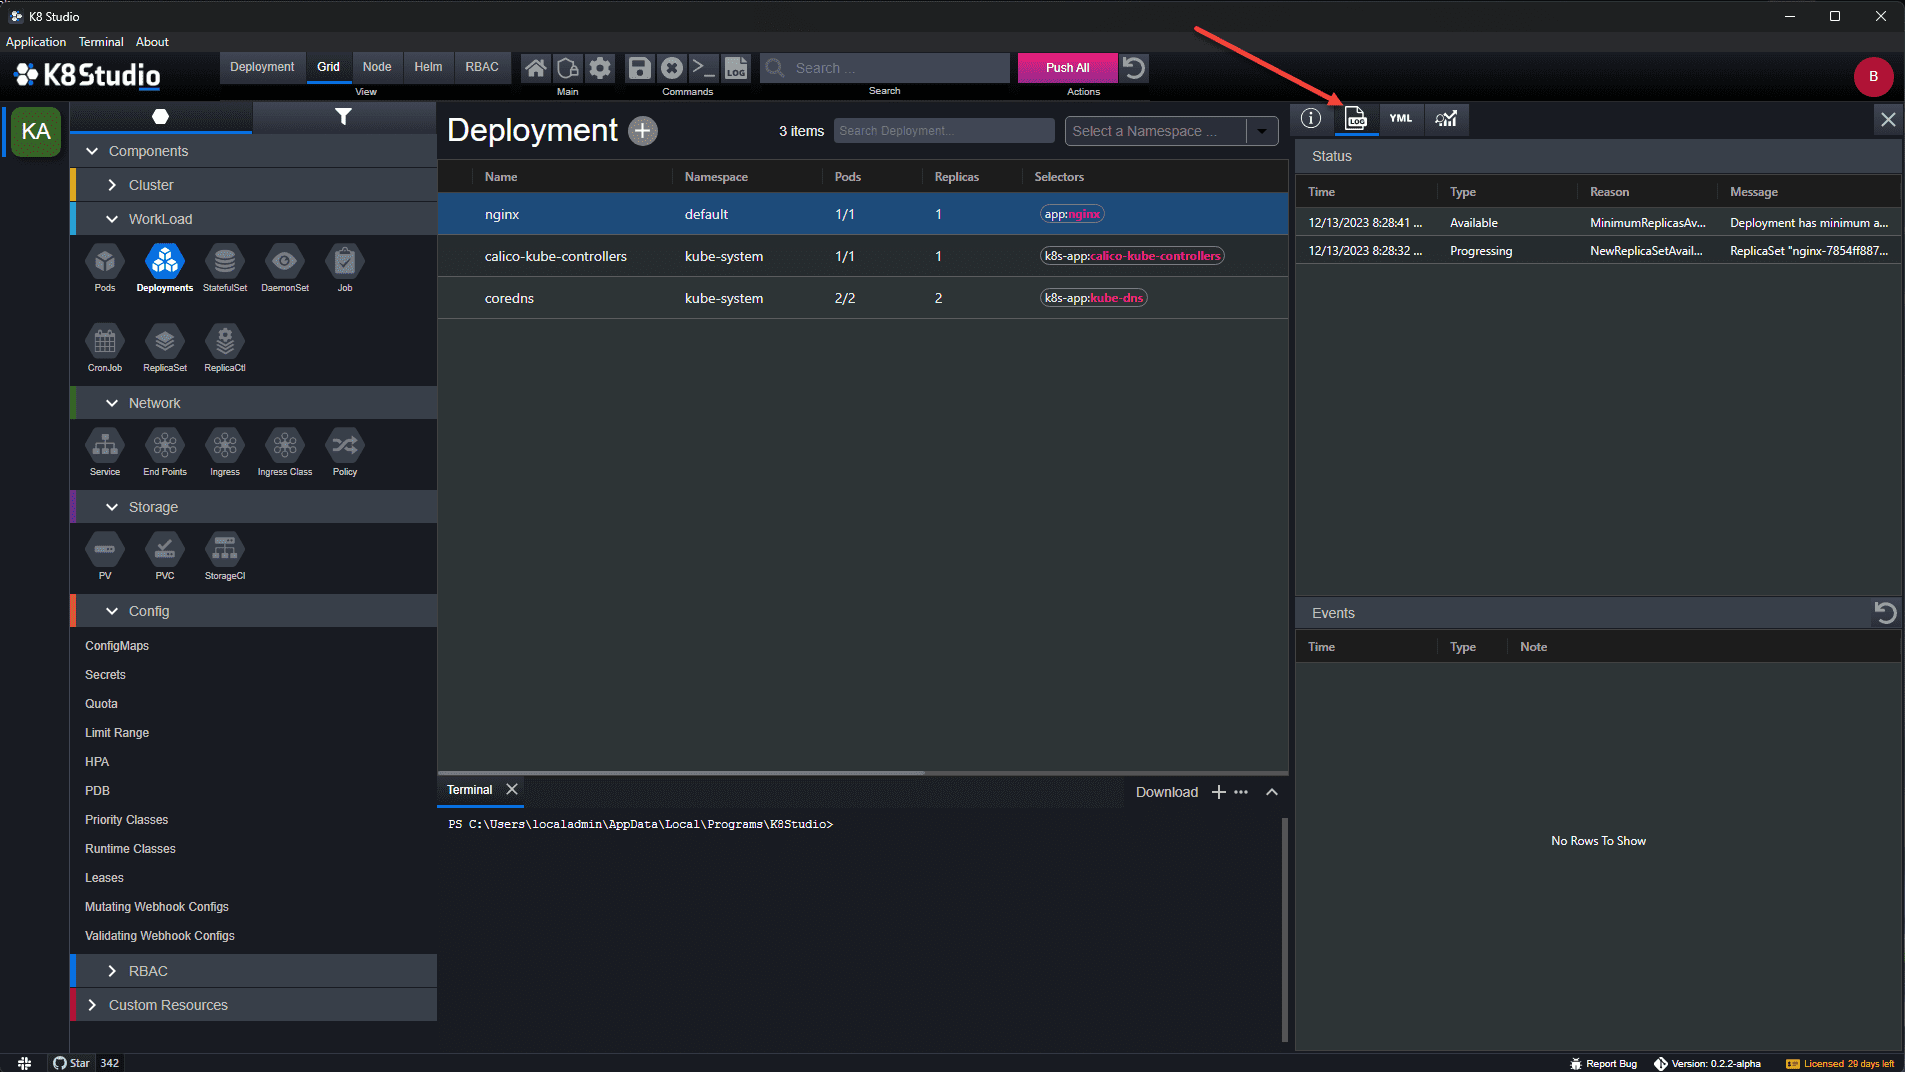 K8 Studio
Application Terminal About
K8Studio
Deployment Grid Node Helm RBAC
View
Main
LOG
Commands
Search ...
Search
Push All
Actions
B
KA
Components
Cluster
WorkLoad
Pods Deployments StatefulSet DaemonSet Job
CronJob ReplicaSet ReplicaCtl
Network
Service End Points Ingress Ingress Class Policy
Storage
PV PVC StorageCl
Config
ConfigMaps
Secrets
Quota
Limit Range
HPA
PDB
Priority Classes
Runtime Classes
Leases
Mutating Webhook Configs
Validating Webhook Configs
RBAC
Custom Resources
Deployment
3 items
Search Deployment...
Select a Namespace ...
Name Namespace Pods Replicas Selectors
nginx default 1/1 1 app:nginx
calico-kube-controllers kube-system 1/1 1 k8s-app:calico-kube-controllers
coredns kube-system 2/2 2 k8s-app:kube-dns
Terminal
Download
PS C:\Users\localadmin\AppData\Local\Programs\K8Studio>
LOG
YML
Status
Time Type Reason Message
12/13/2023 8:28:41 ... Available MinimumReplicasAv... Deployment has minimum a...
12/13/2023 8:28:32 ... Progressing NewReplicaSetAvail... ReplicaSet "nginx-7854ff887...
Events
Time Type Note
No Rows To Show
Star 342
Report Bug
Version: 0.2.2-alpha
Licensed 29 days left